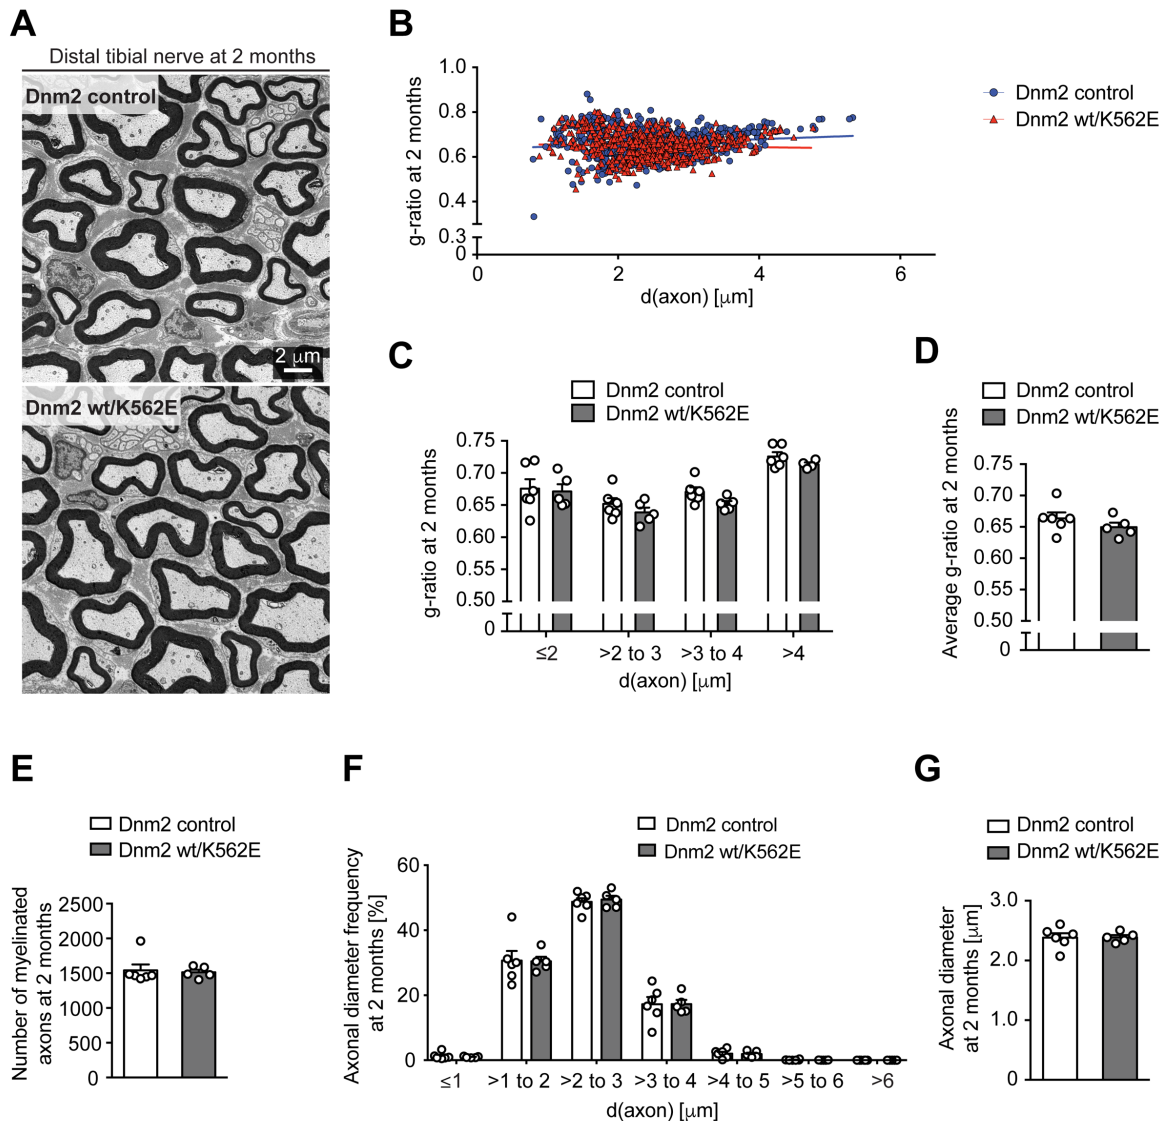 A
Distal tibial nerve at 2 months
Dnm2 control
2 μm
Dnm2 wt/K562E
B
g-ratio at 2 months
1.0
0.8
0.6
0.4
0.3
0
0
2
4
6
d(axon) [μm]
Dnm2 control
Dnm2 wt/K562E
C
Dnm2 control
Dnm2 wt/K562E
g-ratio at 2 months
0.75
0.70
0.65
0.60
0.55
0.50
0
≤2
>2 to 3
>3 to 4
>4
d(axon) [μm]
D
Dnm2 control
Dnm2 wt/K562E
Average g-ratio at 2 months
0.75
0.70
0.65
0.60
0.55
0.50
0
E
Dnm2 control
Dnm2 wt/K562E
Number of myelinated
axons at 2 months
2500
2000
1500
1000
500
0
F
Dnm2 control
Dnm2 wt/K562E
Axonal diameter frequency
at 2 months [%]
60
40
20
0
≤1
>1 to 2
>2 to 3
>3 to 4
>4 to 5
>5 to 6
>6
d(axon) [μm]
G
Dnm2 control
Dnm2 wt/K562E
Axonal diameter
at 2 months [μm]
3.0
2.0
1.0
0